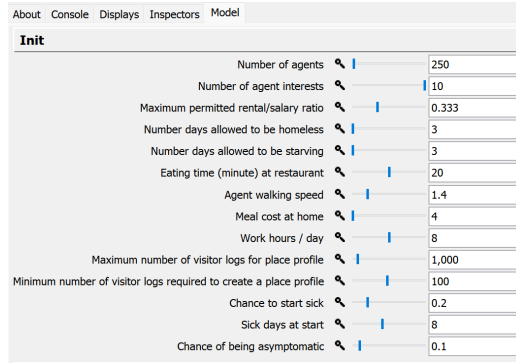 About Console Displays Inspectors Model
Init
Number of agents 250
Number of agent interests 10
Maximum permitted rental/salary ratio 0.333
Number days allowed to be homeless 3
Number days allowed to be starving 3
Eating time (minute) at restaurant 20
Agent walking speed 1.4
Meal cost at home 4
Work hours / day 8
Maximum number of visitor logs for place profile 1,000
Minimum number of visitor logs required to create a place profile 100
Chance to start sick 0.2
Sick days at start 8
Chance of being asymptomatic 0.1